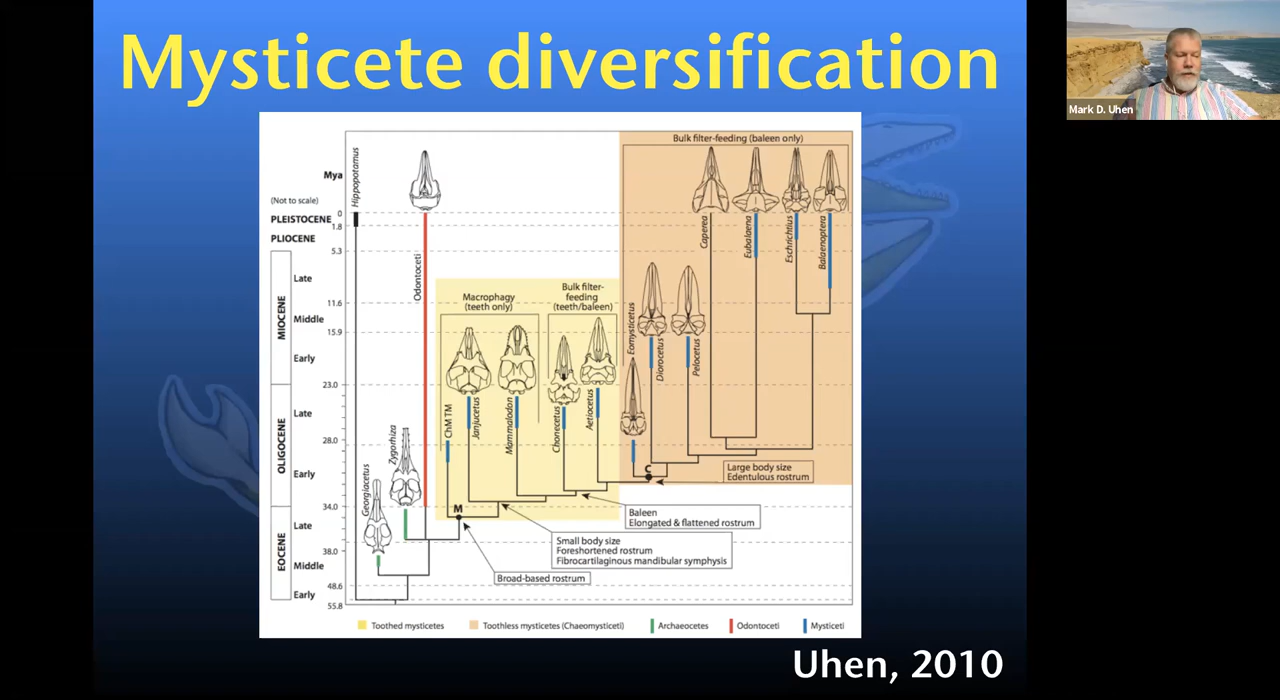 Mysticete diversification
Mark D. Uhen
Bulk filter-feeding (baleen only)
Mya
Hippopotamus
(Not to scale)
PLEISTOCENE
0
1.8
PLIOCENE
5.3
MIOCENE
Late
11.6
Middle
15.9
Early
23.0
OLIGOCENE
Late
28.0
Early
34.0
EOCENE
Late
38.0
Middle
48.6
Early
55.8
Odontoceti
Macrophagy
(teeth only)
Bulk filter-
feeding
(teeth/baleen)
Georgiacetus
Zygorhiza
ChM TM
Janjucetus
Mammalodon
Chonecetus
Aetiocetus
Eomysticetus
Diorocetus
Pelocetus
Caperea
Eubalaena
Eschrichtius
Balaenoptera
C
M
Large body size
Edentulous rostrum
Baleen
Elongated & flattened rostrum
Small body size
Foreshortened rostrum
Fibrocartilaginous mandibular symphysis
Broad-based rostrum
Toothed mysticetes
Toothless mysticetes (Chaeomysticeti)
Archaeocetes
Odontoceti
Mysticeti
Uhen, 2010